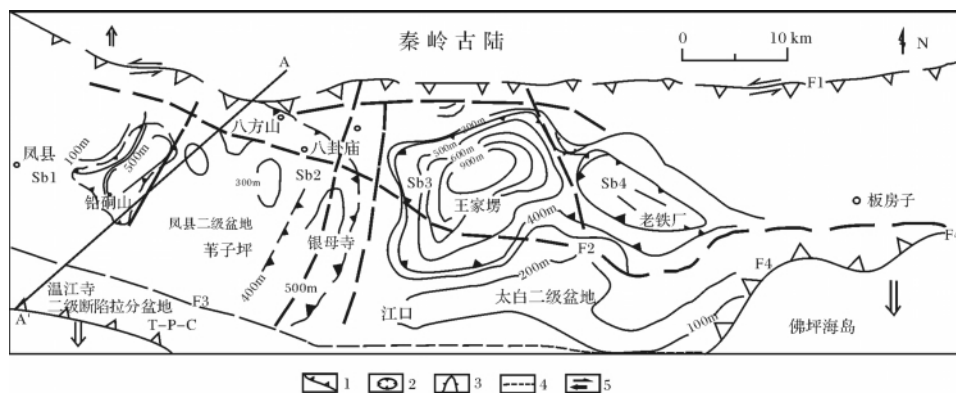 秦岭古陆
0 10 km
N
A
F1
八方山
八卦庙
凤县
Sb1
100m
500m
铅硐山
300m
Sb2
凤县二级盆地
苇子坪
银母寺
400m
500m
300m
500m
600m
900m
Sb3
王家塄
Sb4
老铁厂
板房子
400m
F2
200m
太白二级盆地
江口
F4
F4
100m
佛坪海岛
温江寺
二级断陷拉分盆地
F3
A'
T-P-C
1 2 3 4 5